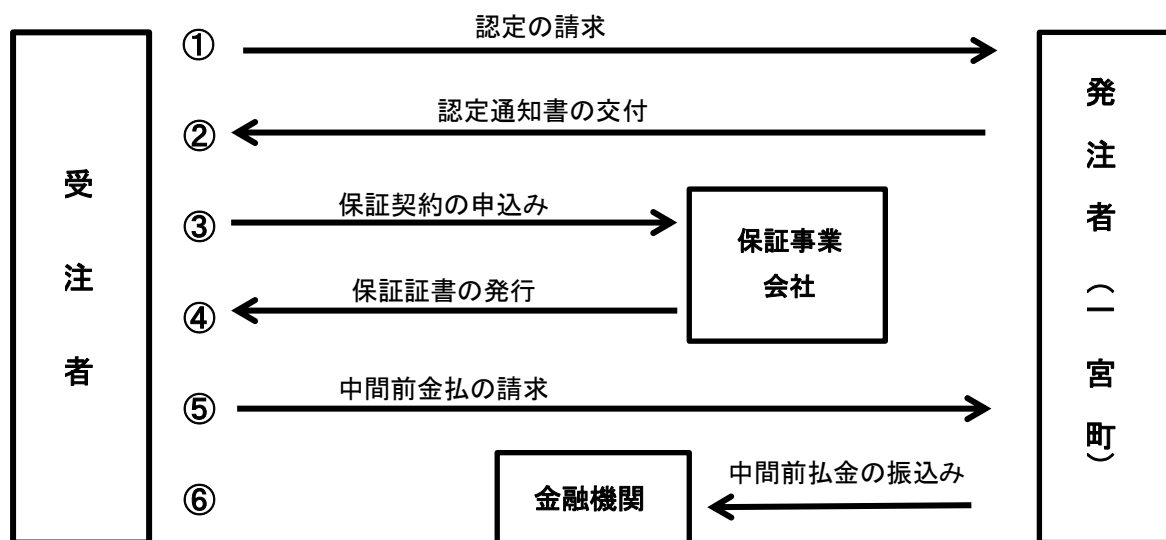 受注者
① 認定の請求
② 認定通知書の交付
③ 保証契約の申込み
保証事業
会社
④ 保証証書の発行
⑤ 中間前金払の請求
⑥ 金融機関 中間前払金の振込み
発注者(一宮町)